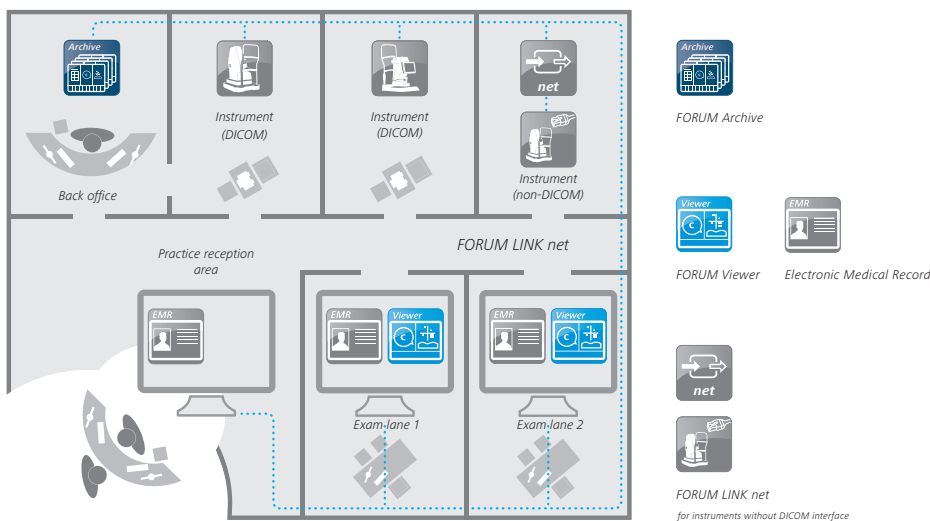 Archive
net
Instrument
(DICOM)
Instrument
(DICOM)
Instrument
(non-DICOM)
Back office
Practice reception
area
FORUM LINK net
EMR
EMR
Viewer
C
EMR
Viewer
C
Exam lane 1
Exam lane 2
Archive
FORUM Archive
Viewer
C
EMR
FORUM Viewer
Electronic Medical Record
net
FORUM LINK net
for instruments without DICOM interface